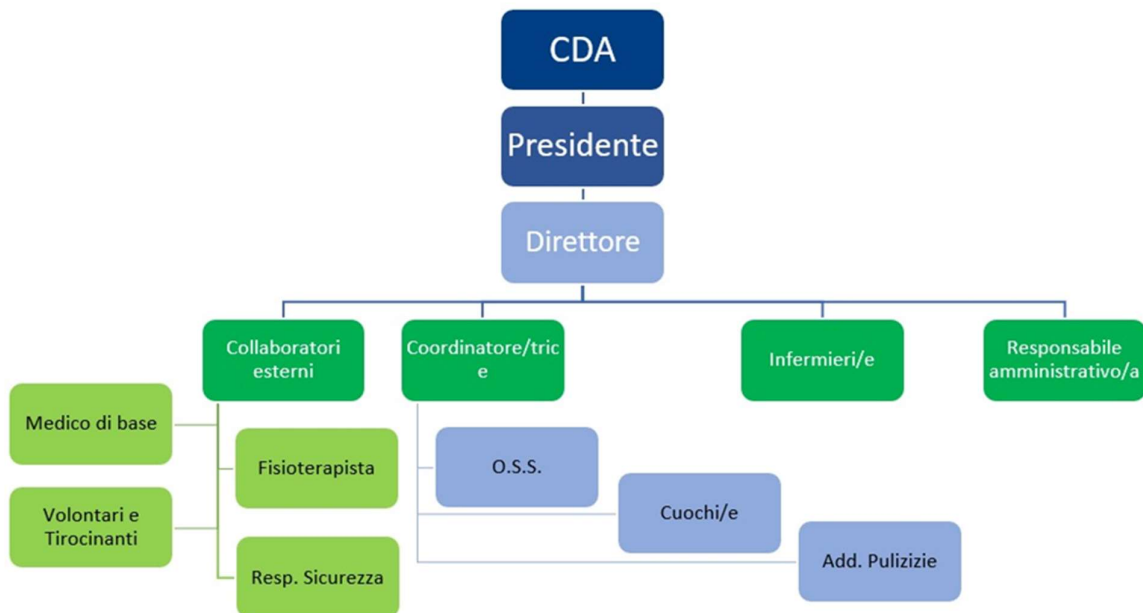 CDA
Presidente
Direttore
Collaboratori
esterni
Coordinatore/tric
e
Infermieri/e
Responsabile
amministrativo/a
Medico di base
Fisioterapista
O.S.S.
Volontari e
Tirocinanti
Cuochi/e
Resp. Sicurezza
Add. Pulizizie